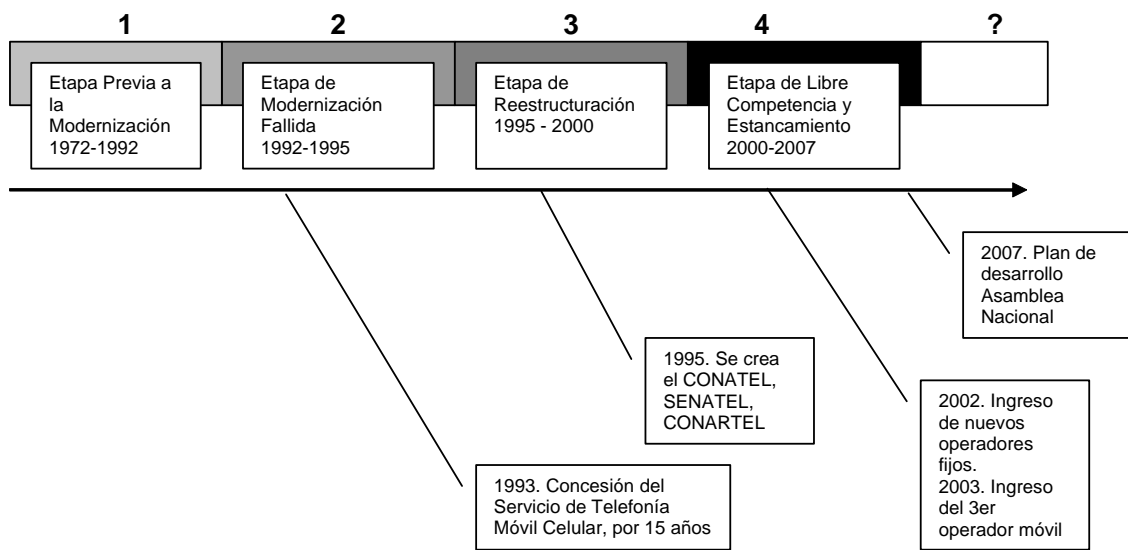 1
2
3
4
?
Etapa Previa a
la
Modernización
1972-1992
Etapa de
Modernización
Fallida
1992-1995
Etapa de
Reestructuración
1995 - 2000
Etapa de Libre
Competencia y
Estancamiento
2000-2007
2007. Plan de
desarrollo
Asamblea
Nacional
1995. Se crea
el CONATEL,
SENATEL,
CONARTEL
2002. Ingreso
de nuevos
operadores
fijos.
2003. Ingreso
del 3er
operador móvil
1993. Concesión del
Servicio de Telefonía
Móvil Celular, por 15 años